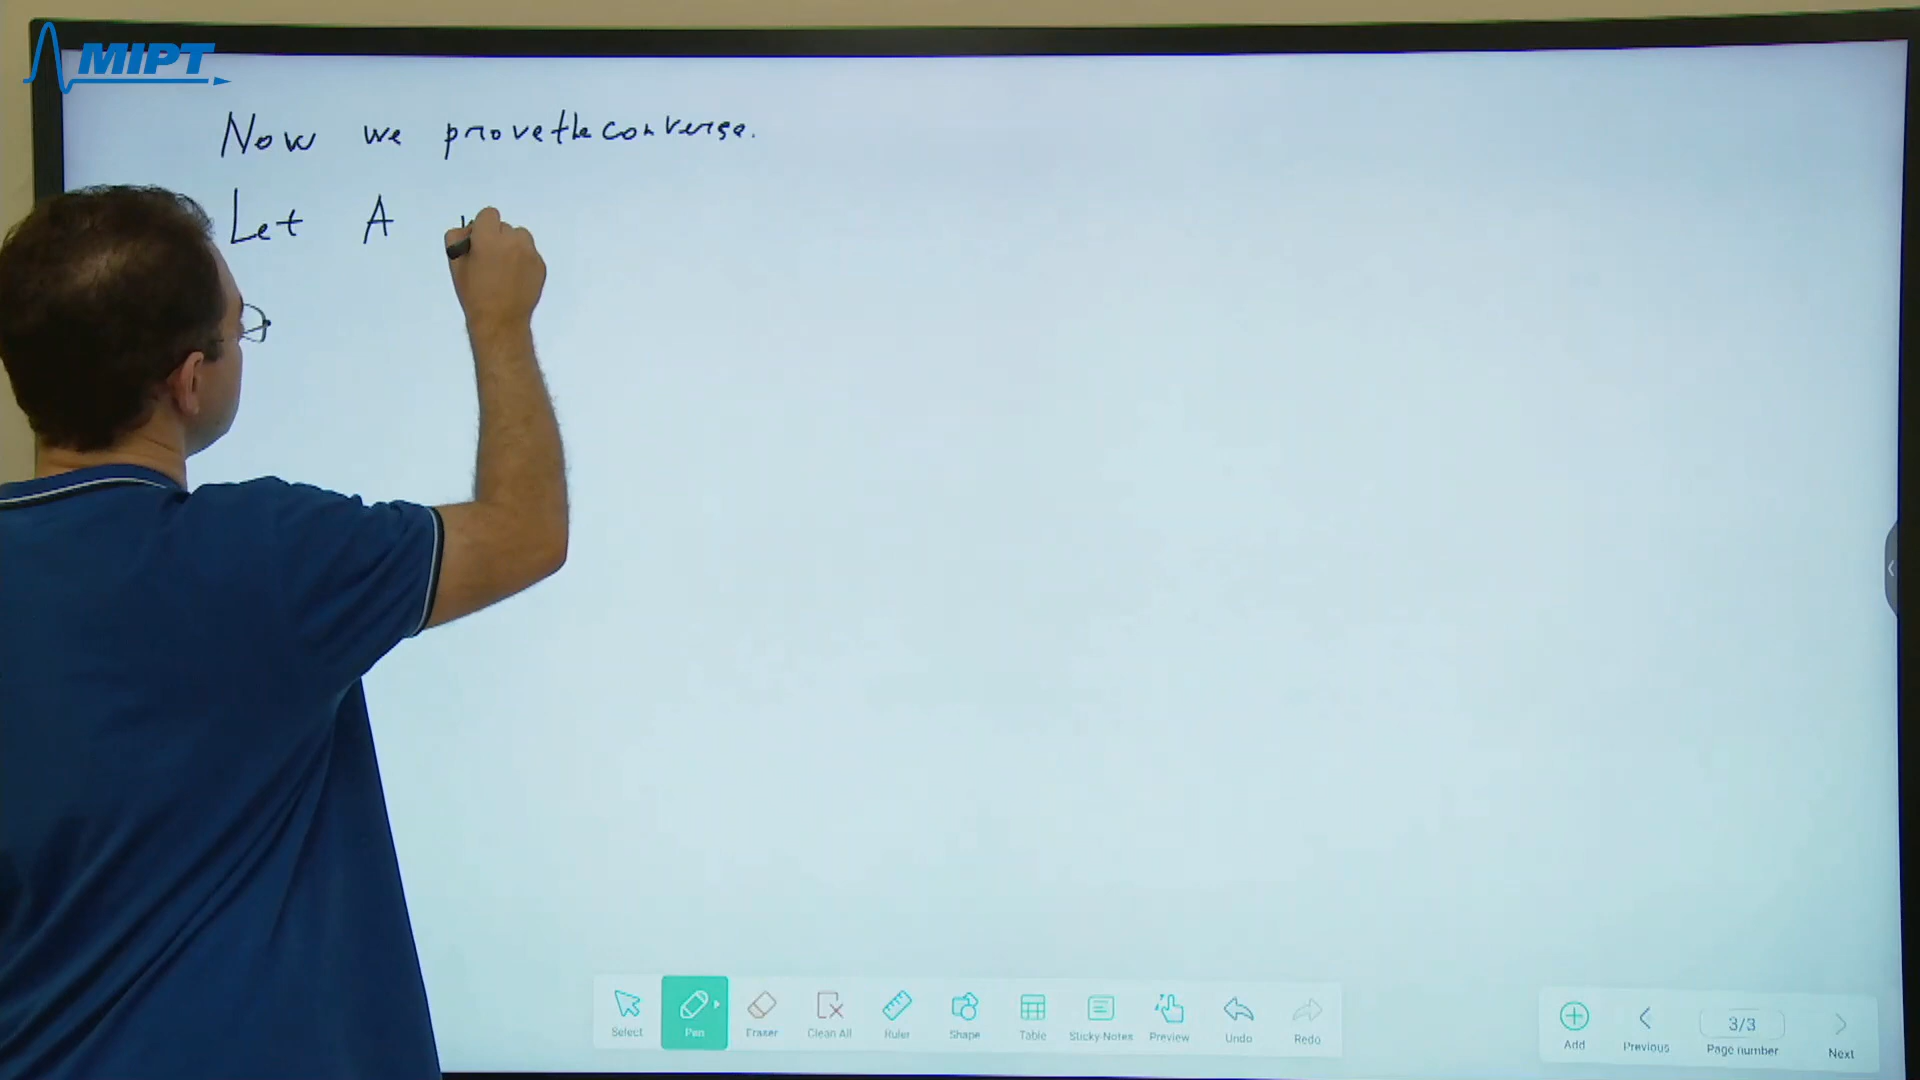 MIPT
Now we prove the converse.
Let A
Select
Pen
Eraser
Clean All
Ruler
Shape
Table
Sticky-Notes
Preview
Undo
Redo
Add
Previous
3/3
Page number
Next